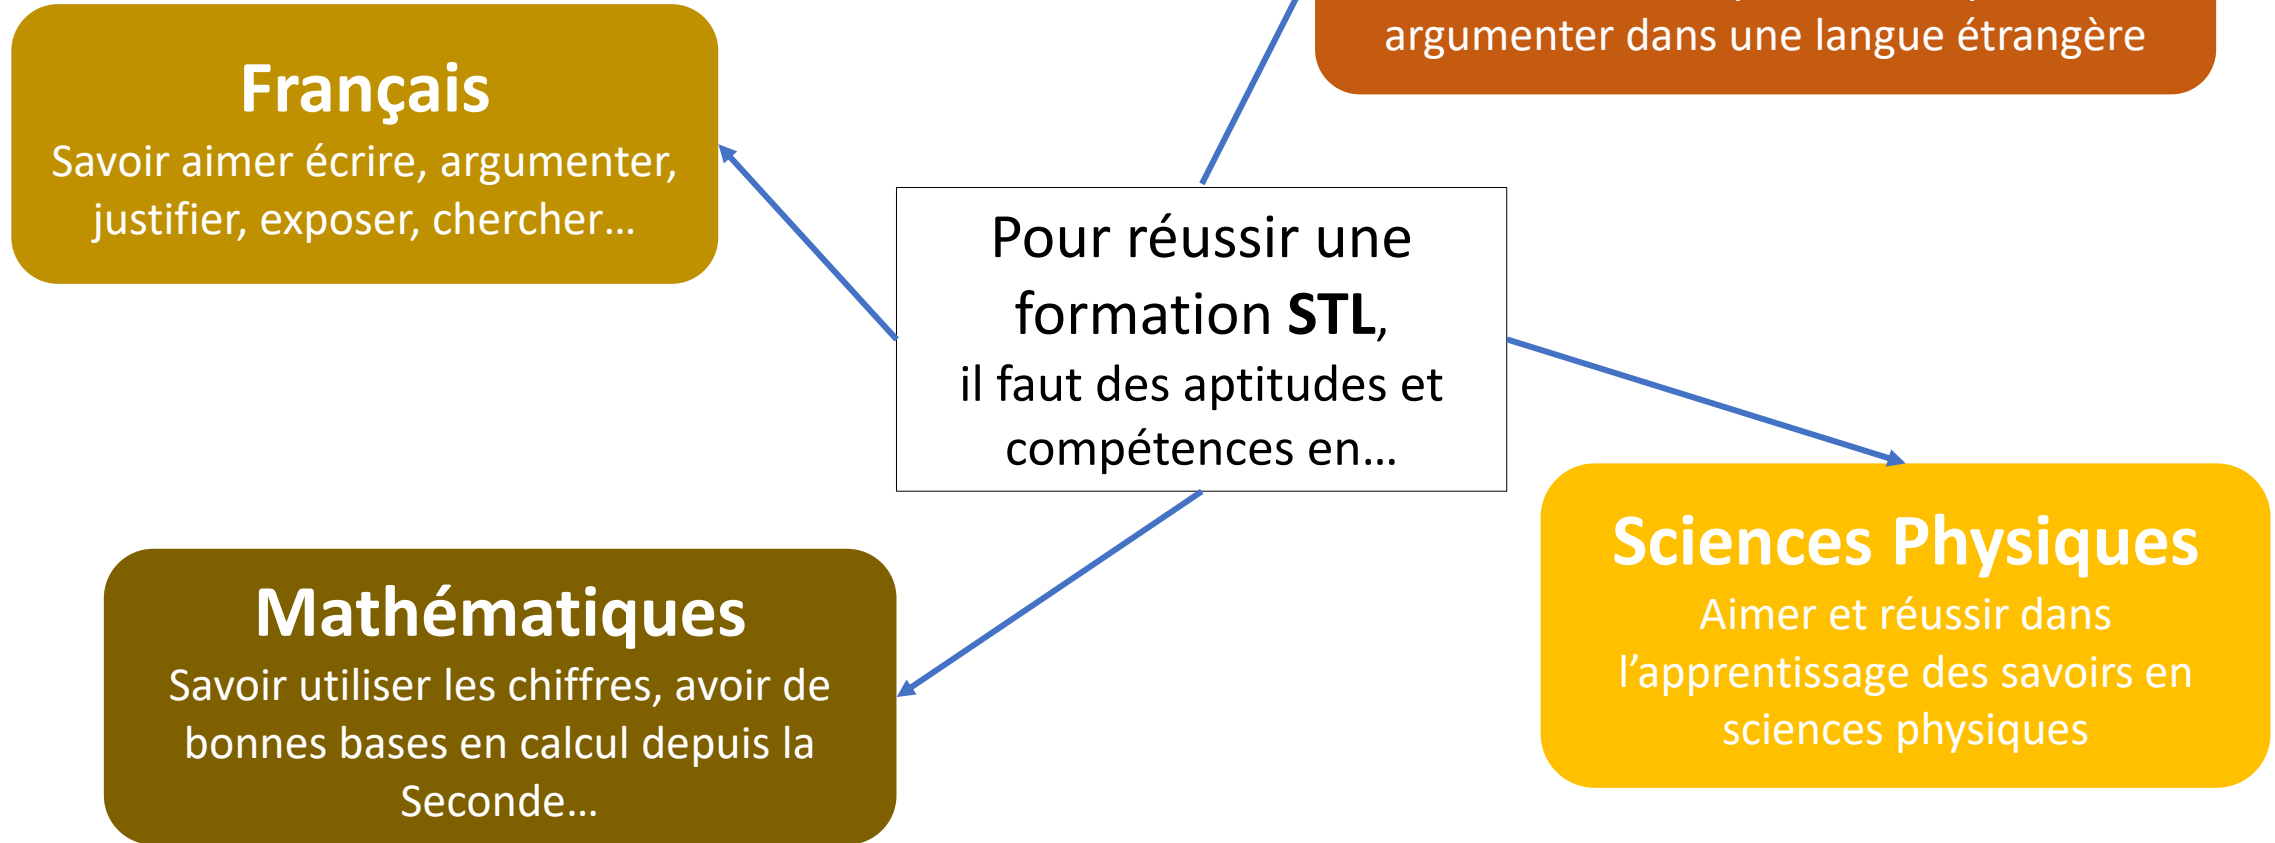 argumenter dans une langue étrangère
Français
Savoir aimer écrire, argumenter,
justifier, exposer, chercher…
Pour réussir une
formation STL,
il faut des aptitudes et
compétences en…
Sciences Physiques
Aimer et réussir dans
l’apprentissage des savoirs en
sciences physiques
Mathématiques
Savoir utiliser les chiffres, avoir de
bonnes bases en calcul depuis la
Seconde…